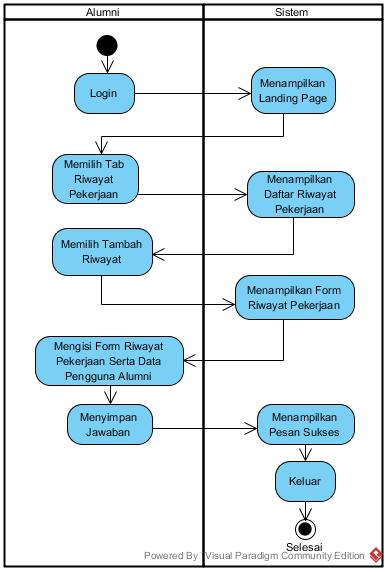 Alumni
Sistem
Login
Menampilkan
Landing Page
Memilih Tab
Riwayat
Pekerjaan
Menampilkan
Daftar Riwayat
Pekerjaan
Memilih Tambah
Riwayat
Menampilkan Form
Riwayat Pekerjaan
Mengisi Form Riwayat
Pekerjaan Serta Data
Pengguna Alumni
Menyimpan
Jawaban
Menampilkan
Pesan Sukses
Keluar
Selesai
Powered By Visual Paradigm Community Edition